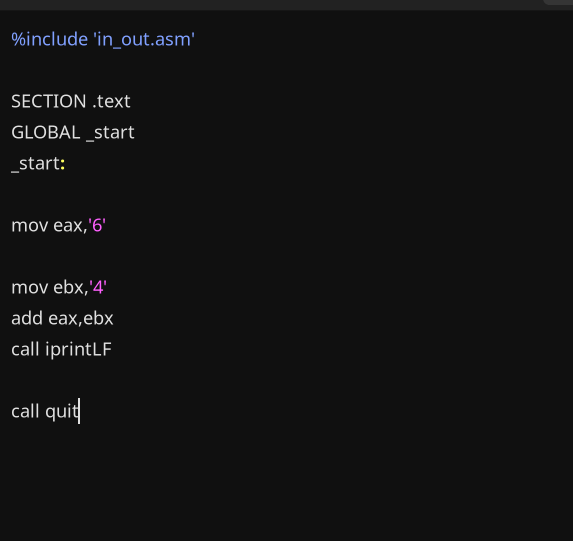 %include 'in_out.asm'
SECTION .text
GLOBAL _start
_start:
mov eax,'6'
mov ebx,'4'
add eax,ebx
call iprintLF
call quit